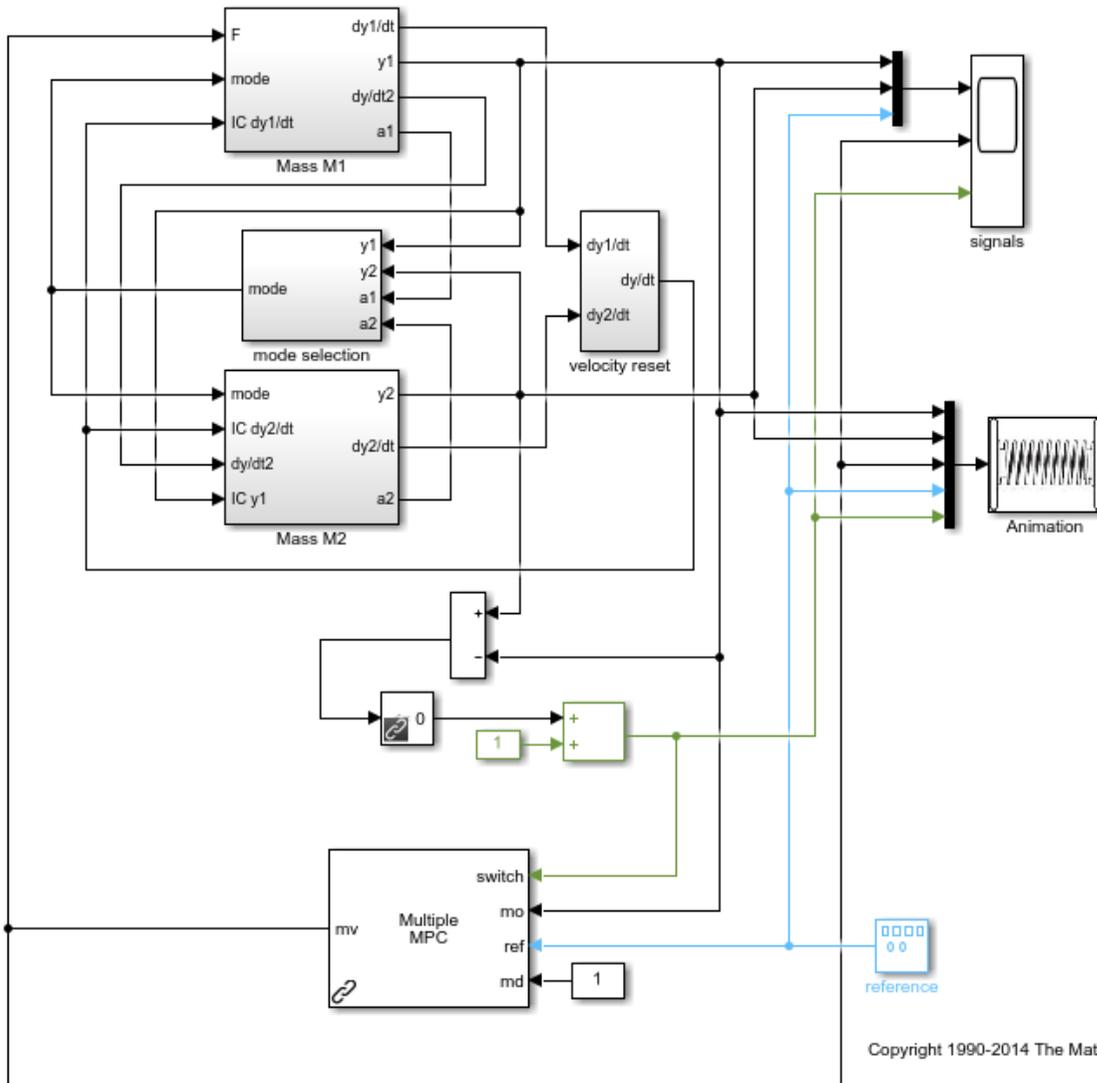 F
mode
IC dy1/dt
dy1/dt
y1
dy/dt2
a1
Mass M1
signals
mode
y1
y2
a1
a2
mode selection
dy1/dt
dy2/dt
dy/dt
velocity reset
mode
IC dy2/dt
dy/dt2
IC y1
y2
dy2/dt
a2
Mass M2
Animation
+
−
0
1
+
+
mv
Multiple
MPC
switch
mo
ref
md
1
reference
Copyright 1990-2014 The Mat